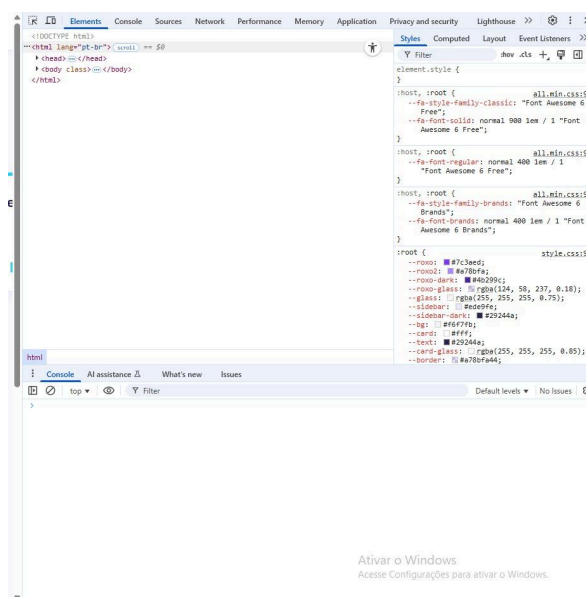 Elements Console Sources Network Performance Memory Application Privacy and security Lighthouse
<!DOCTYPE html>
<html lang="pt-br"> scroll == $0
<head> </head>
<body class> </body>
</html>
html
Styles Computed Layout Event Listeners
Filter :hov .cls
element.style {
}
:host, :root { all.min.css:9
--fa-style-family-classic: "Font Awesome 6
Free";
--fa-font-solid: normal 900 1em / 1 "Font
Awesome 6 Free";
}
:host, :root { all.min.css:9
--fa-font-regular: normal 400 1em / 1
"Font Awesome 6 Free";
}
:host, :root { all.min.css:9
--fa-style-family-brands: "Font Awesome 6
Brands";
--fa-font-brands: normal 400 1em / 1 "Font
Awesome 6 Brands";
}
:root { style.css:9
--roxo: #7c3aed;
--roxo2: #a78bfa;
--roxo-dark: #4b299c;
--roxo-glass: rgba(124, 58, 237, 0.18);
--glass: rgba(255, 255, 255, 0.75);
--sidebar: #ede9fe;
--sidebar-dark: #29244a;
--bg: #f6f7fb;
--card: #fff;
--text: #29244a;
--card-glass: rgba(255, 255, 255, 0.85);
--border: #a78bfa44;
Console AI assistance What's new Issues
top Filter Default levels No Issues
Ativar o Windows
Acesse Configurações para ativar o Windows.